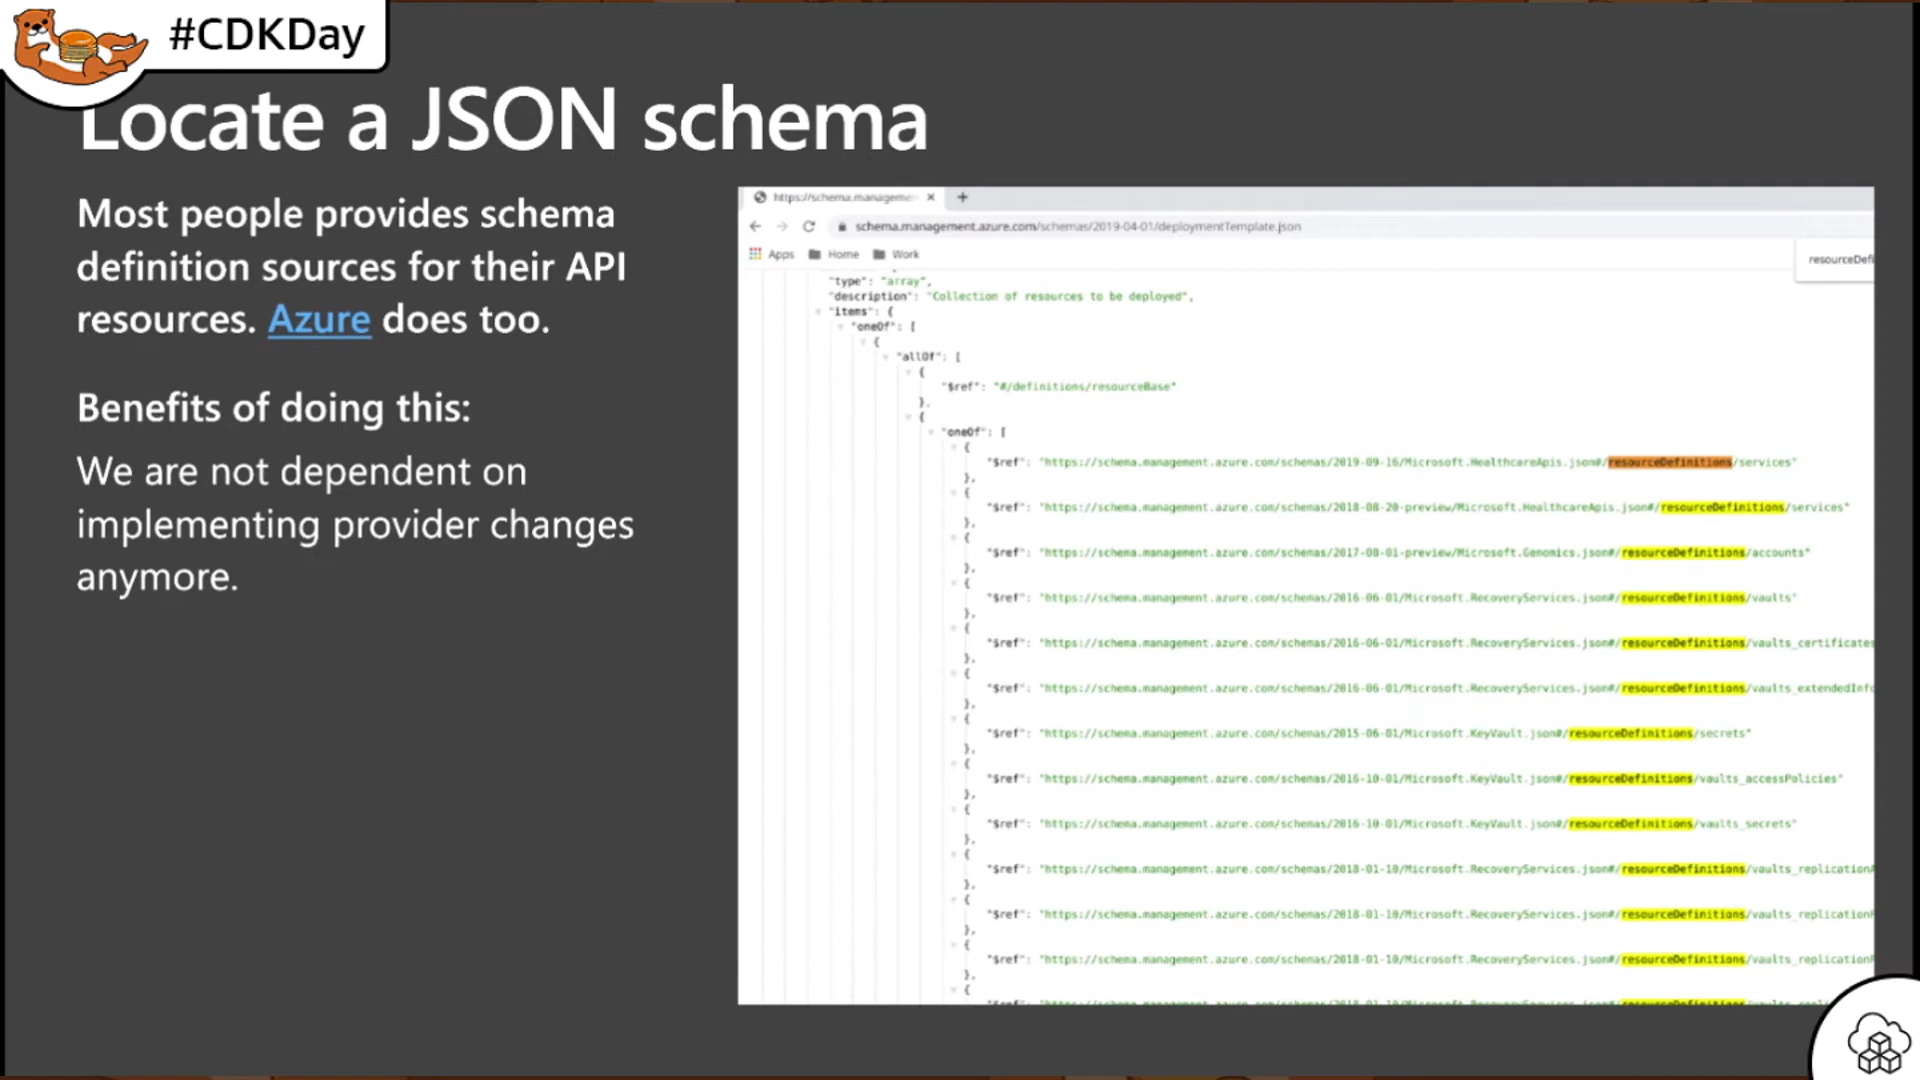 #CDKDay
Locate a JSON schema
Most people provides schema
definition sources for their API
resources. Azure does too.
Benefits of doing this:
We are not dependent on
implementing provider changes
anymore.
https://schema.managemen
schema.management.azure.com/schemas/2019-04-01/deploymentTemplate.json
Apps Home Work
resourceDefi
"type": "array",
"description": "Collection of resources to be deployed",
"items": {
"oneOf": [
{
"allOf": [
{
"$ref": "#/definitions/resourceBase"
},
{
"oneOf": [
{
"$ref": "https://schema.management.azure.com/schemas/2019-09-16/Microsoft.HealthcareApis.json#/resourceDefinitions/services"
},
{
"$ref": "https://schema.management.azure.com/schemas/2018-08-20-preview/Microsoft.HealthcareApis.json#/resourceDefinitions/services"
},
{
"$ref": "https://schema.management.azure.com/schemas/2017-08-01-preview/Microsoft.Genomics.json#/resourceDefinitions/accounts"
},
{
"$ref": "https://schema.management.azure.com/schemas/2016-06-01/Microsoft.RecoveryServices.json#/resourceDefinitions/vaults"
},
{
"$ref": "https://schema.management.azure.com/schemas/2016-06-01/Microsoft.RecoveryServices.json#/resourceDefinitions/vaults_certificates
},
{
"$ref": "https://schema.management.azure.com/schemas/2016-06-01/Microsoft.RecoveryServices.json#/resourceDefinitions/vaults_extendedInfo
},
{
"$ref": "https://schema.management.azure.com/schemas/2015-06-01/Microsoft.KeyVault.json#/resourceDefinitions/secrets"
},
{
"$ref": "https://schema.management.azure.com/schemas/2016-10-01/Microsoft.KeyVault.json#/resourceDefinitions/vaults_accessPolicies"
},
{
"$ref": "https://schema.management.azure.com/schemas/2016-10-01/Microsoft.KeyVault.json#/resourceDefinitions/vaults_secrets"
},
{
"$ref": "https://schema.management.azure.com/schemas/2018-01-10/Microsoft.RecoveryServices.json#/resourceDefinitions/vaults_replicationA
},
{
"$ref": "https://schema.management.azure.com/schemas/2018-01-10/Microsoft.RecoveryServices.json#/resourceDefinitions/vaults_replicationF
},
{
"$ref": "https://schema.management.azure.com/schemas/2018-01-10/Microsoft.RecoveryServices.json#/resourceDefinitions/vaults_replicationF
},
{